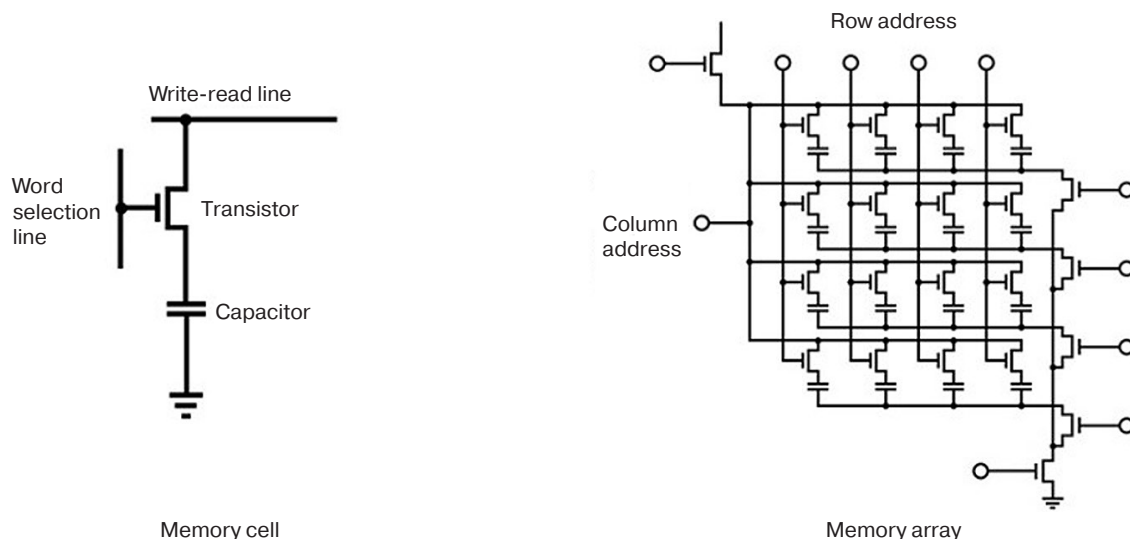 Write-read line
Word
selection
line
Transistor
Capacitor
Memory cell
Row address
Column
address
Memory array